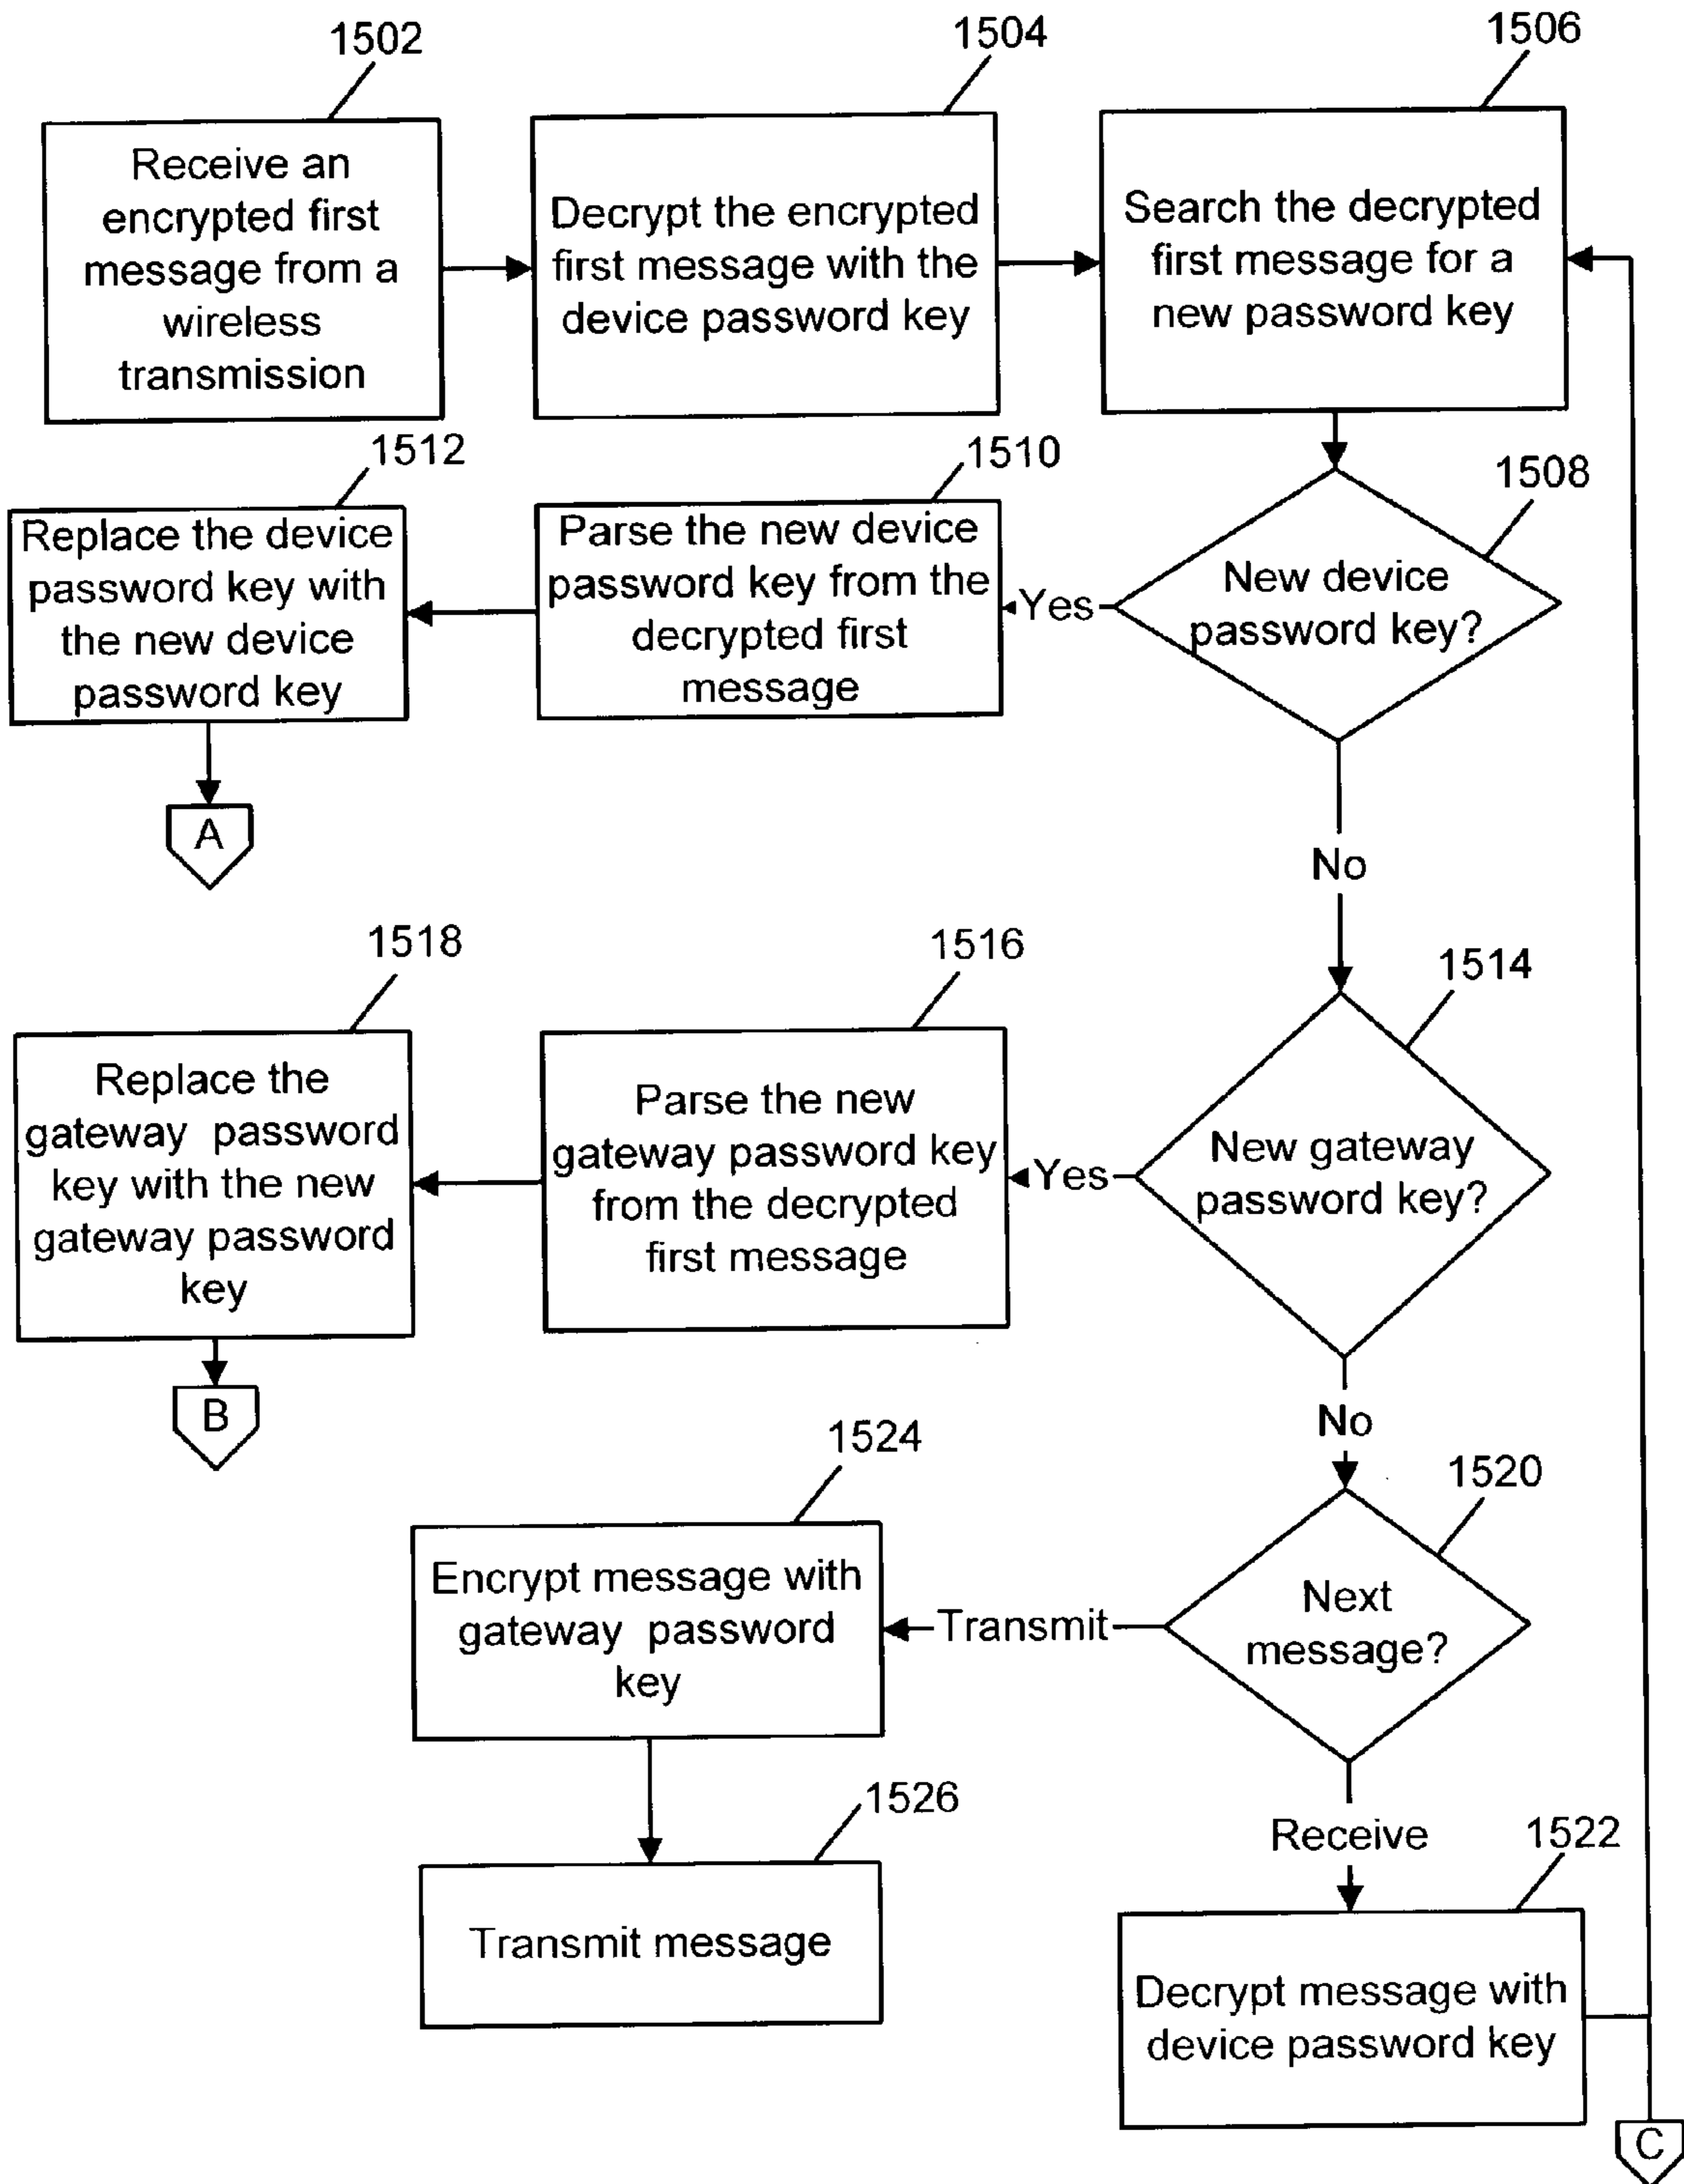 1502
1504
1506
Receive an
encrypted first
message from a
wireless
transmission
Decrypt the encrypted
first message with the
device password key
Search the decrypted
first message for a
new password key
1512
1510
1508
Replace the device
password key with
the new device
password key
Parse the new device
password key from the
decrypted first
message
Yes
New device
password key?
A
No
1518
1516
1514
Replace the
gateway password
key with the new
gateway password
key
Parse the new
gateway password key
from the decrypted
first message
Yes
New gateway
password key?
B
No
1524
1520
Encrypt message with
gateway password
key
Transmit
Next
message?
1526
Receive
1522
Transmit message
Decrypt message with
device password key
C